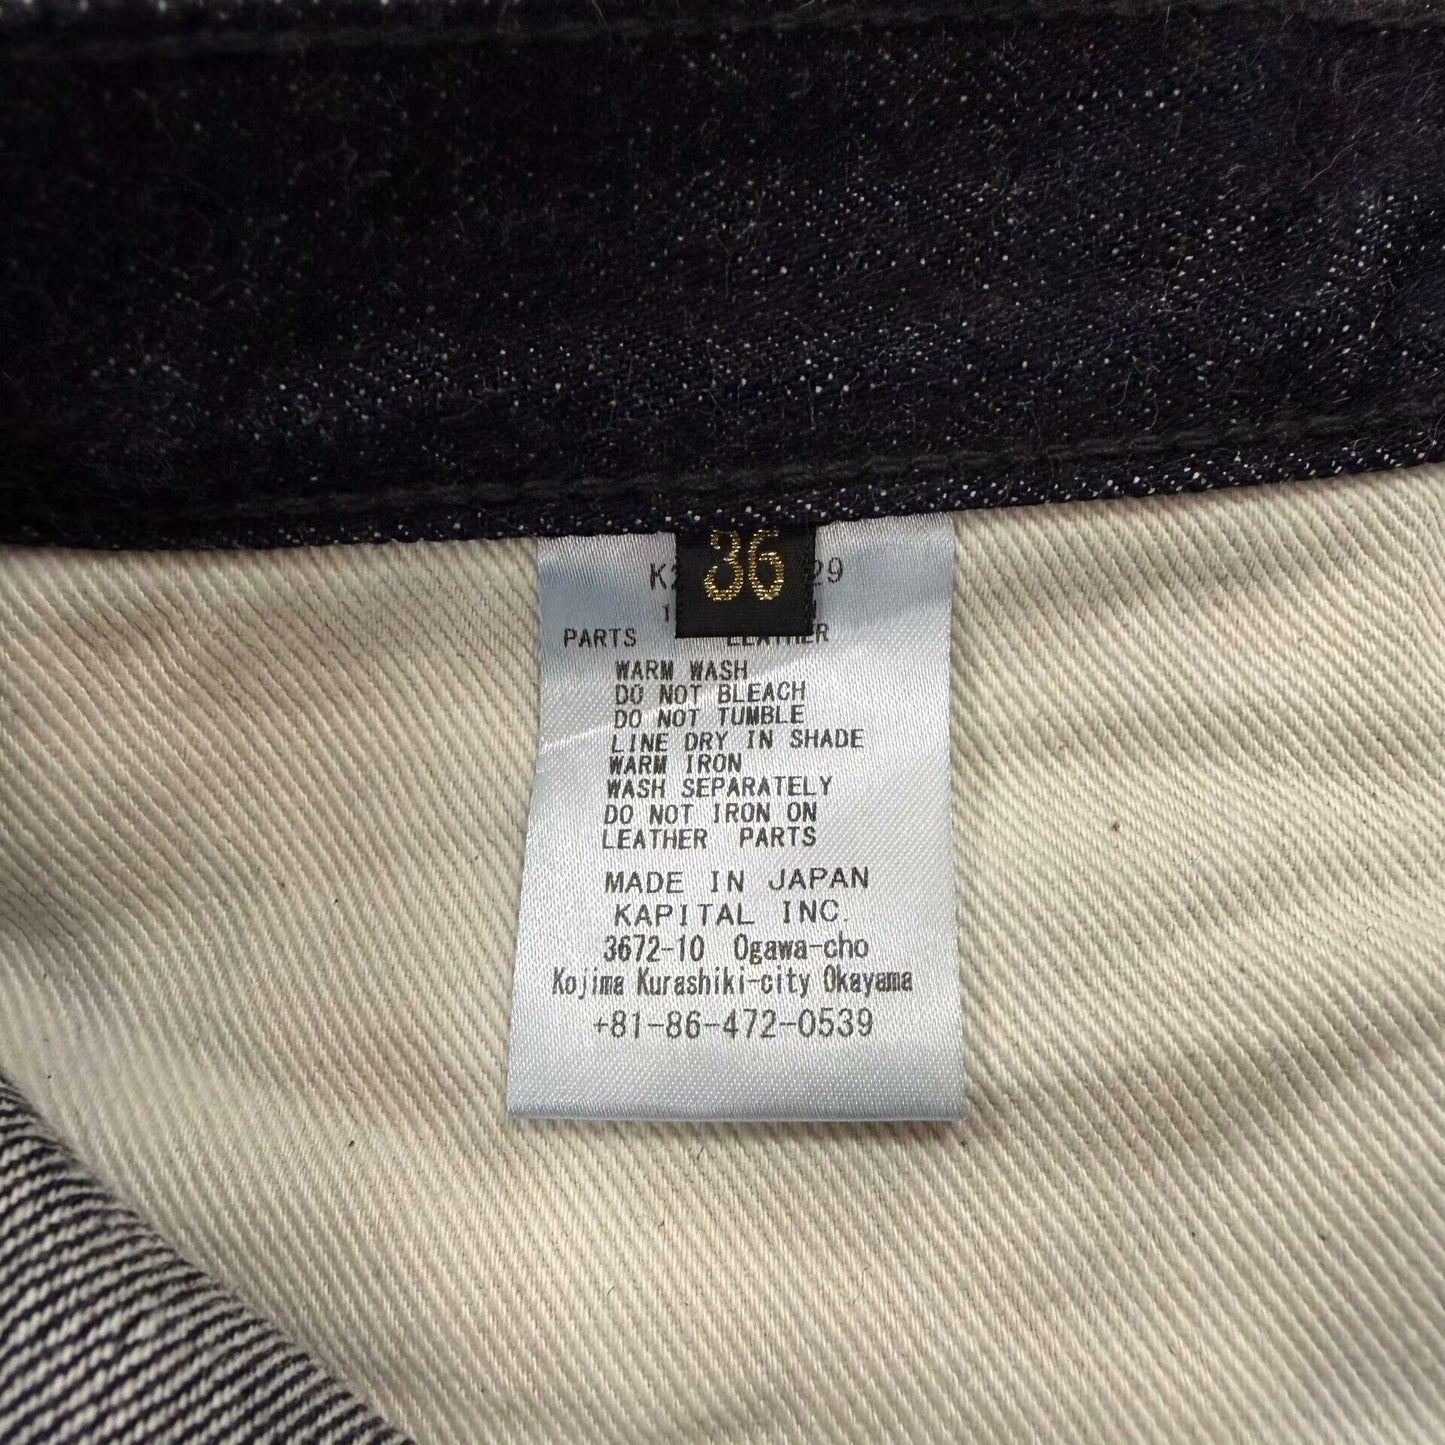 36
PARTS LEATHER
WARM WASH
DO NOT BLEACH
DO NOT TUMBLE
LINE DRY IN SHADE
WARM IRON
WASH SEPARATELY
DO NOT IRON ON
LEATHER PARTS
MADE IN JAPAN
KAPITAL INC.
3672-10 Ogawa-cho
Kojima Kurashiki-city Okayama
+81-86-472-0539